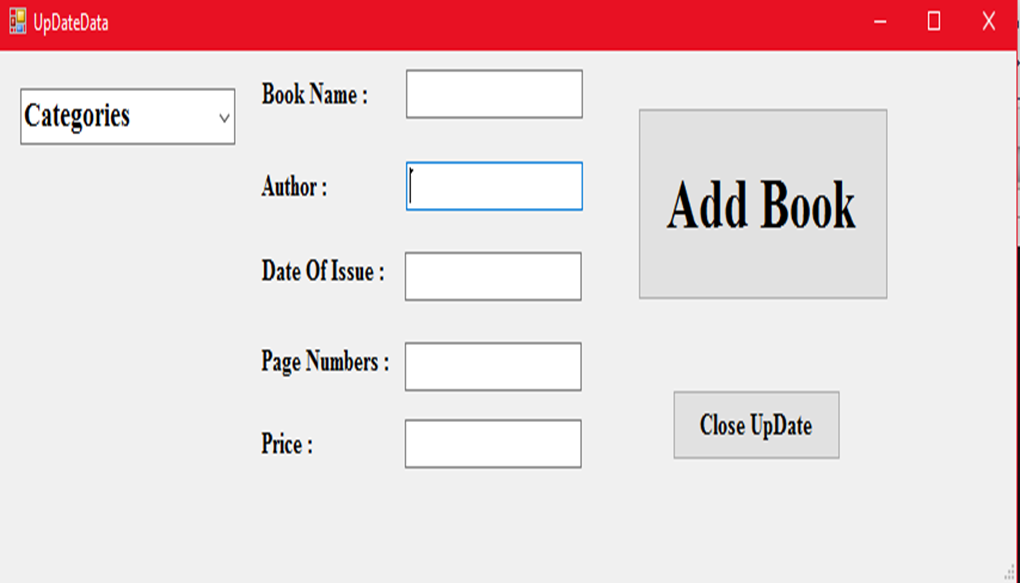 UpDateData
Categories
Book Name :
Author :
Date Of Issue :
Page Numbers :
Price :
Add Book
Close UpDate